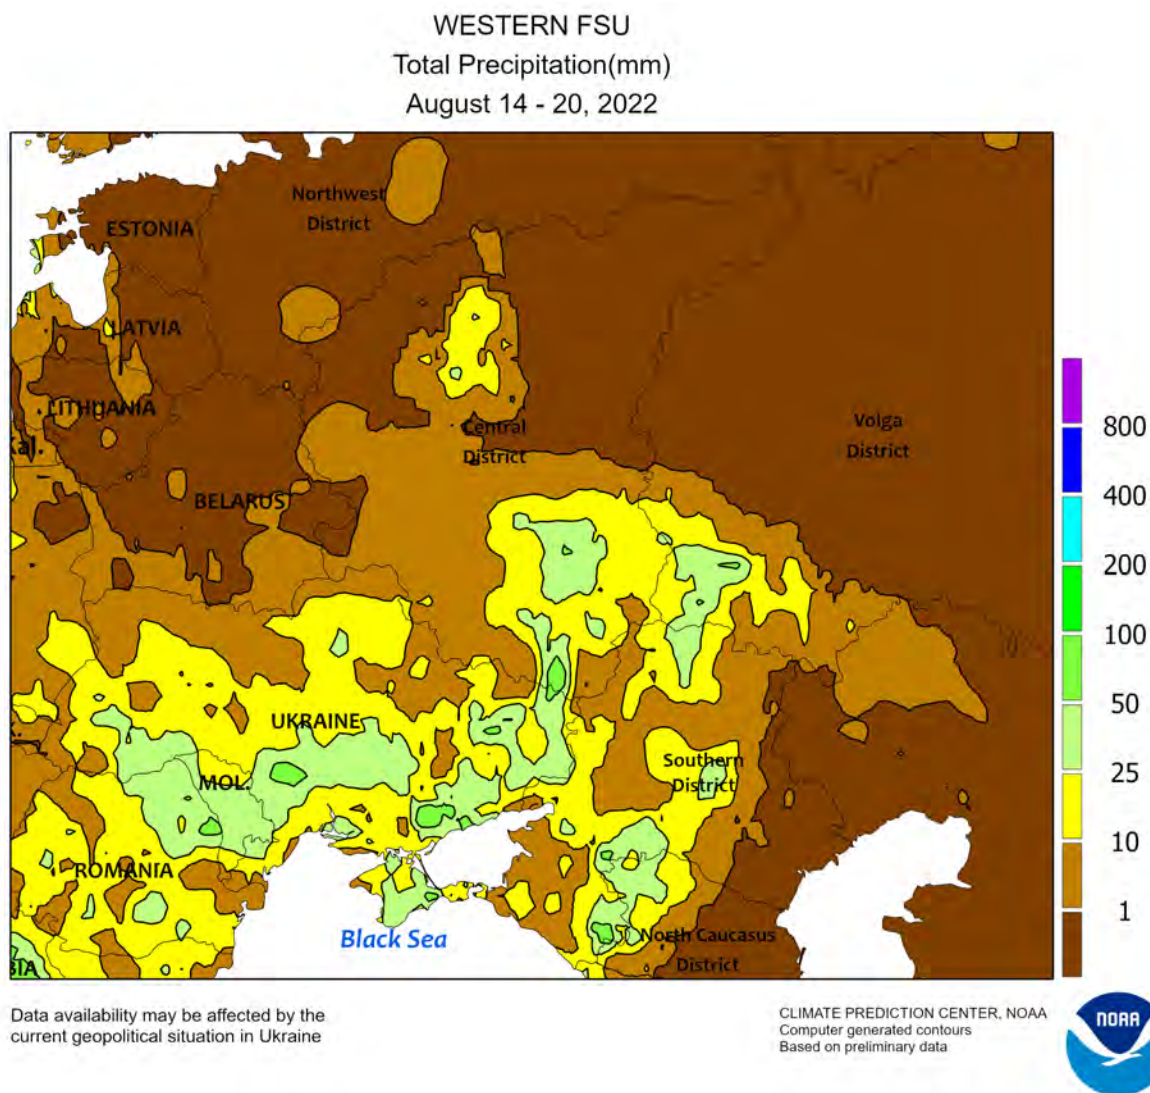 WESTERN FSU
Total Precipitation(mm)
August 14 - 20, 2022
Northwest
District
ESTONIA
LATVIA
LITHUANIA
Kal.
Central
District
Volga
District
BELARUS
UKRAINE
MOL.
Southern
District
ROMANIA
Black Sea
North Caucasus
District
BIA
800
400
200
100
50
25
10
1
Data availability may be affected by the
current geopolitical situation in Ukraine
CLIMATE PREDICTION CENTER, NOAA
Computer generated contours
Based on preliminary data
NOAA